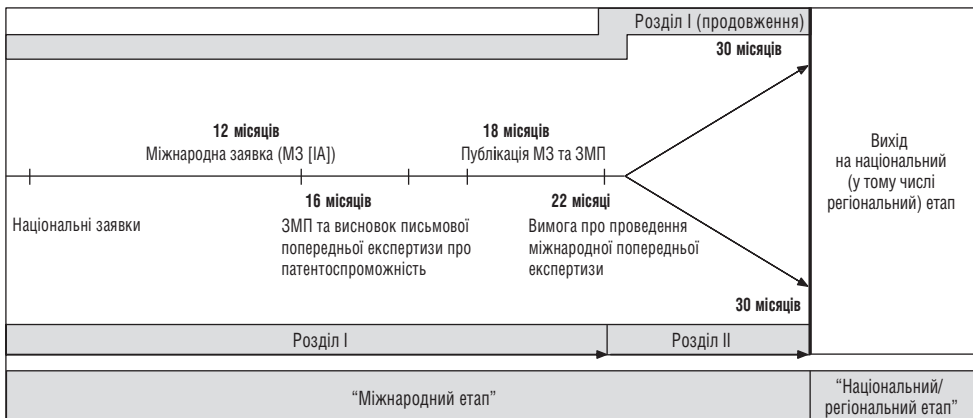 Розділ I (продовження)
30 місяців
12 місяців
Міжнародна заявка (МЗ [ІА])
18 місяців
Публікація МЗ та ЗМП
Національні заявки
16 місяців
ЗМП та висновок письмової
попередньої експертизи про
патентоспроможність
22 місяці
Вимога про проведення
міжнародної попередньої
експертизи
30 місяців
Вихід
на національний
(у тому числі
регіональний) етап
Розділ I
Розділ II
“Міжнародний етап”
“Національний/
регіональний етап”